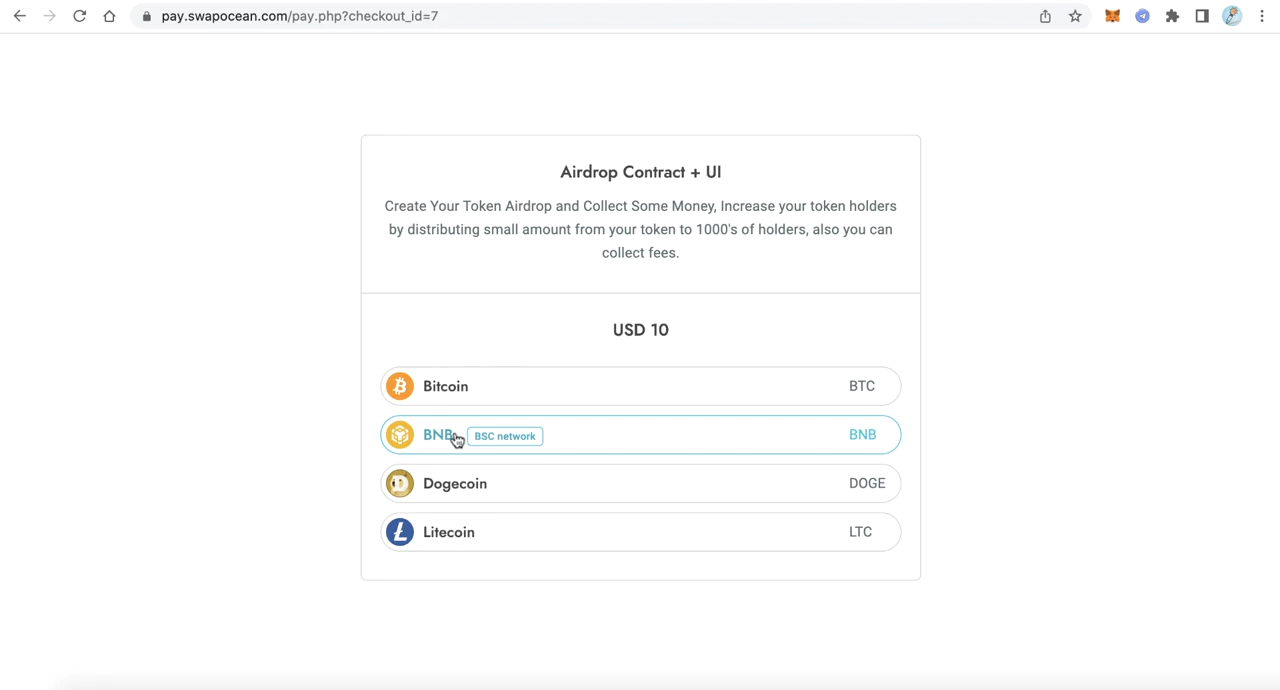 pay.swapocean.com/pay.php?checkout_id=7
Airdrop Contract + UI
Create Your Token Airdrop and Collect Some Money, Increase your token holders
by distributing small amount from your token to 1000's of holders, also you can
collect fees.
USD 10
Bitcoin BTC
BNB BSC network BNB
Dogecoin DOGE
Litecoin LTC